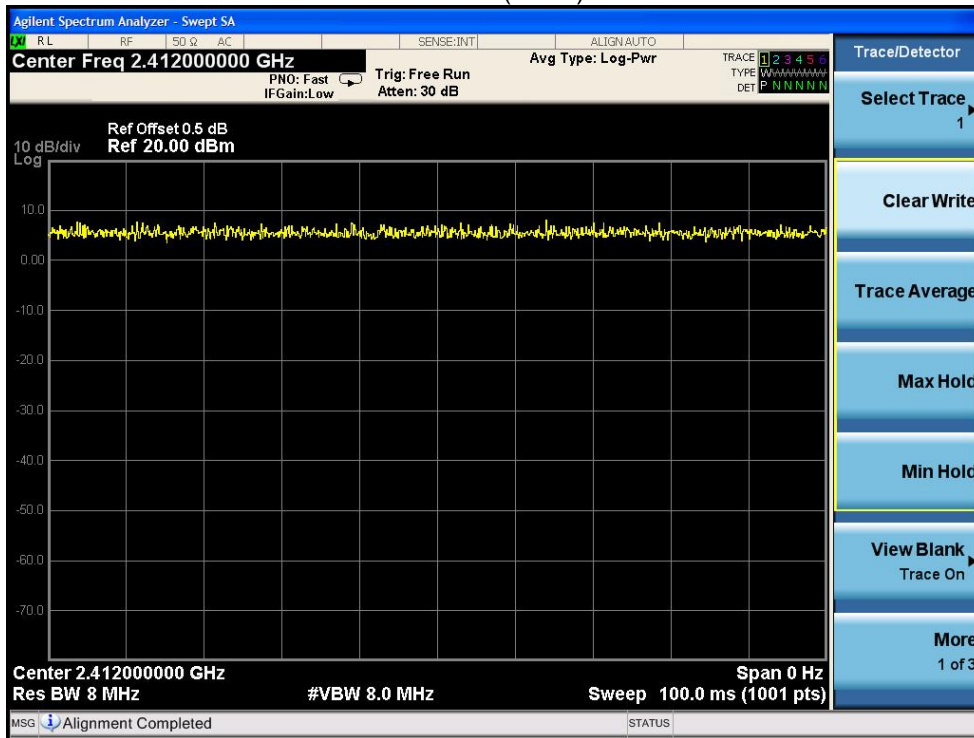 Agilent Spectrum Analyzer - Swept SA
LXI RL RF 50 Ω AC SENSE:INT ALIGN AUTO
Center Freq 2.412000000 GHz
PNO: Fast
IFGain:Low
Trig: Free Run
Atten: 30 dB
Avg Type: Log-Pwr
TRACE 1 2 3 4 5 6
TYPE WWWWWW
DET P N N N N N
Ref Offset 0.5 dB
10 dB/div Ref 20.00 dBm
Log
10.0
0.00
-10.0
-20.0
-30.0
-40.0
-50.0
-60.0
-70.0
Center 2.412000000 GHz Span 0 Hz
Res BW 8 MHz #VBW 8.0 MHz Sweep 100.0 ms (1001 pts)
MSG Alignment Completed STATUS
Trace/Detector
Select Trace
1
Clear Write
Trace Average
Max Hold
Min Hold
View Blank
Trace On
More
1 of 3